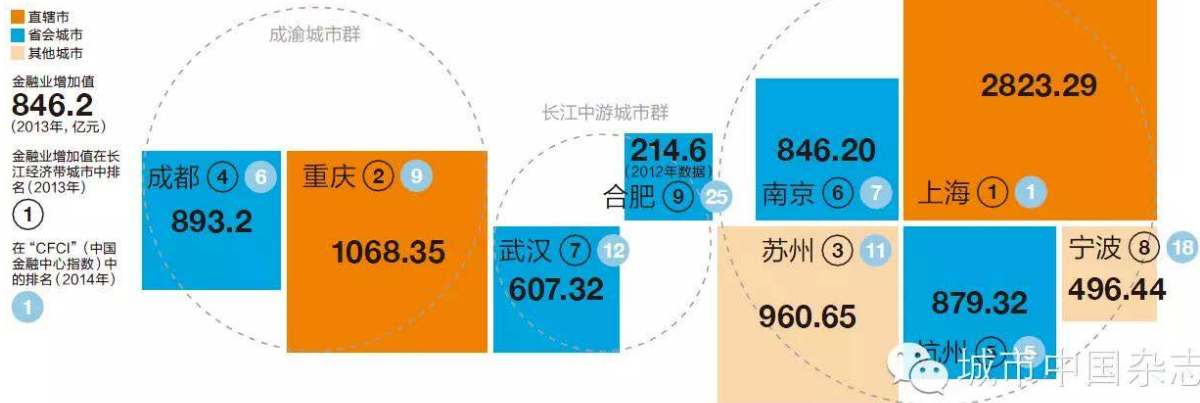 直辖市
省会城市
其他城市
金融业增加值
846.2
(2013年，亿元)
金融业增加值在长
江经济带城市中排
名(2013年)
1
在“CFCI”(中国
金融中心指数)中
的排名(2014年)
1
成渝城市群
成都 4 6
893.2
重庆 2 9
1068.35
长江中游城市群
214.6
(2012年数据)
合肥 9 25
武汉 7 12
607.32
846.20
南京 6 7
2823.29
上海 1 1
苏州 3 11
960.65
879.32
杭州 5 5
宁波 8 18
496.44
城市中国杂志